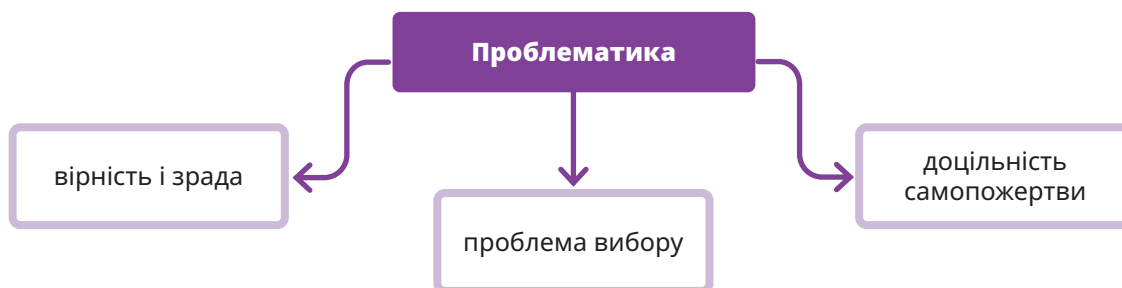 Проблематика
вірність і зрада
проблема вибору
доцільність
самопожертви